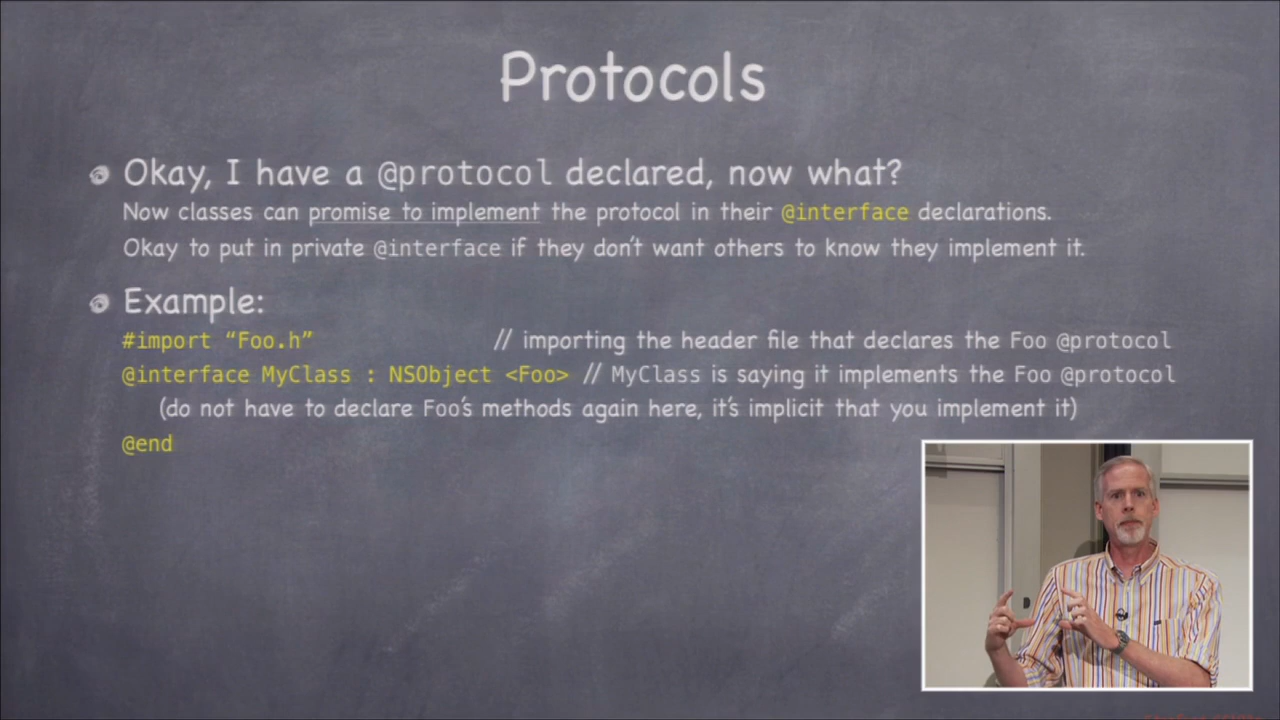 Protocols
Okay, I have a @protocol declared, now what?
Now classes can promise to implement the protocol in their @interface declarations.
Okay to put in private @interface if they don’t want others to know they implement it.
Example:
#import “Foo.h” // importing the header file that declares the Foo @protocol
@interface MyClass : NSObject <Foo> // MyClass is saying it implements the Foo @protocol
(do not have to declare Foo’s methods again here, it’s implicit that you implement it)
@end